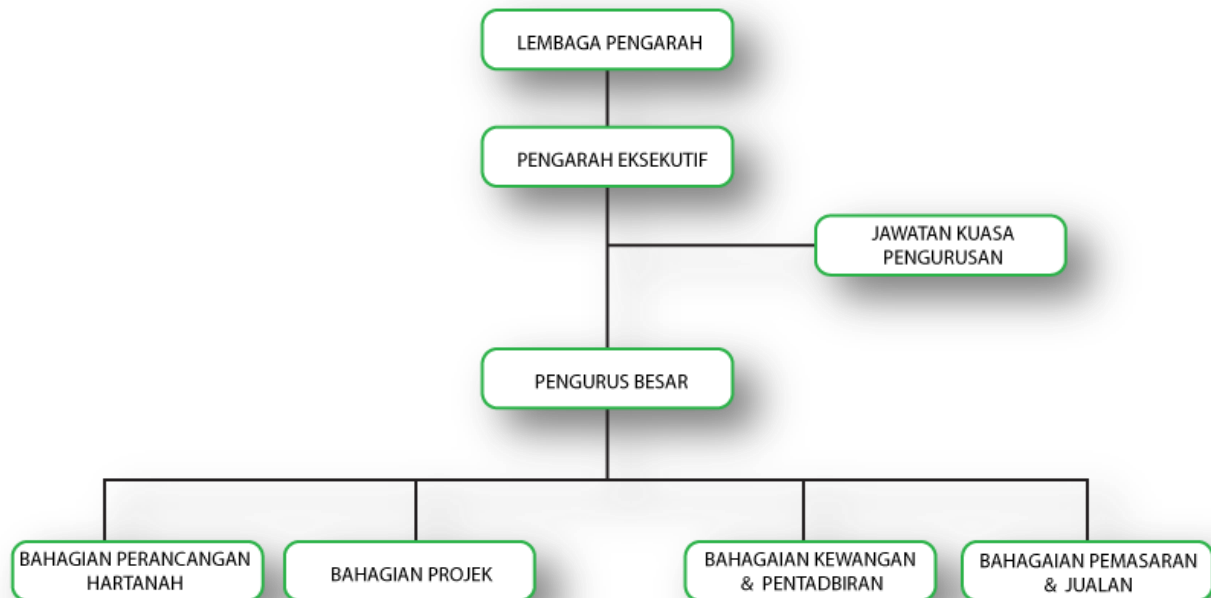 LEMBAGA PENGARAH
PENGARAH EKSEKUTIF
JAWATAN KUASA
PENGURUSAN
PENGURUS BESAR
BAHAGIAN PERANCANGAN
HARTANAH
BAHAGIAN PROJEK
BAHAGAIAN KEWANGAN
& PENTADBIRAN
BAHAGAIAN PEMASARAN
& JUALAN